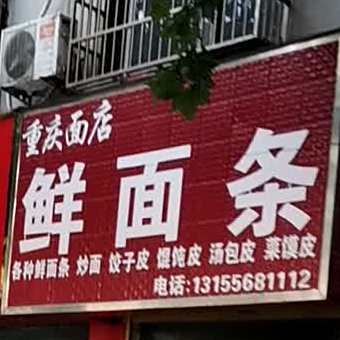 重庆面店
鲜面条
各种鲜面条 炒面 饺子皮 馄饨皮 汤包皮 菜馍皮
电话:13155681112